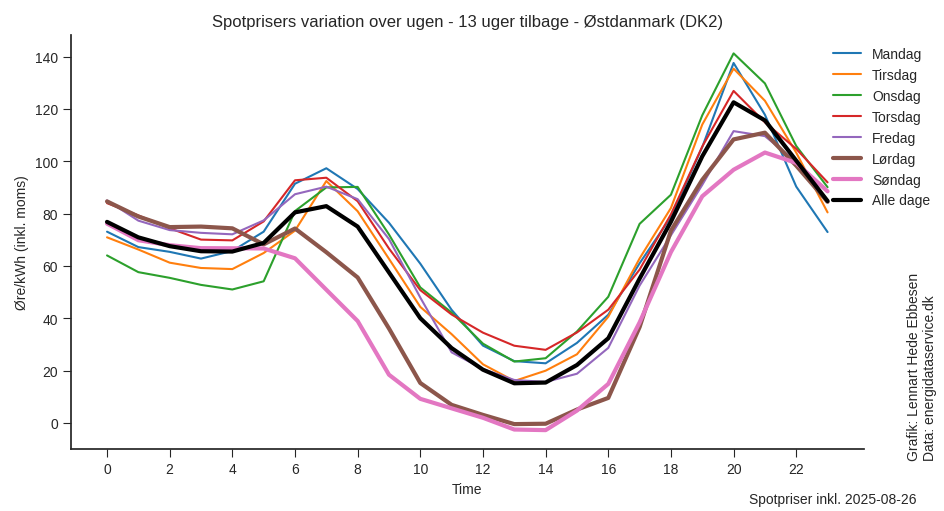 Spotprisers variation over ugen - 13 uger tilbage - Østdanmark (DK2)
Øre/kWh (inkl. moms)
140
120
100
80
60
40
20
0
0 2 4 6 8 10 12 14 16 18 20 22
Time
Mandag
Tirsdag
Onsdag
Torsdag
Fredag
Lørdag
Søndag
Alle dage
Grafik: Lennart Hede Ebbesen
Data: energidataservice.dk
Spotpriser inkl. 2025-08-26